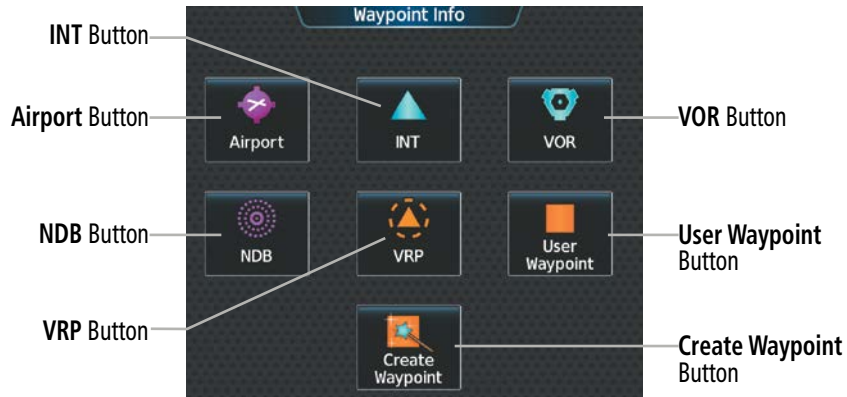 Waypoint Info
INT Button
Airport Button
Airport
INT
VOR
VOR Button
NDB Button
NDB
VRP
User
Waypoint
User Waypoint
Button
VRP Button
Create
Waypoint
Create Waypoint
Button